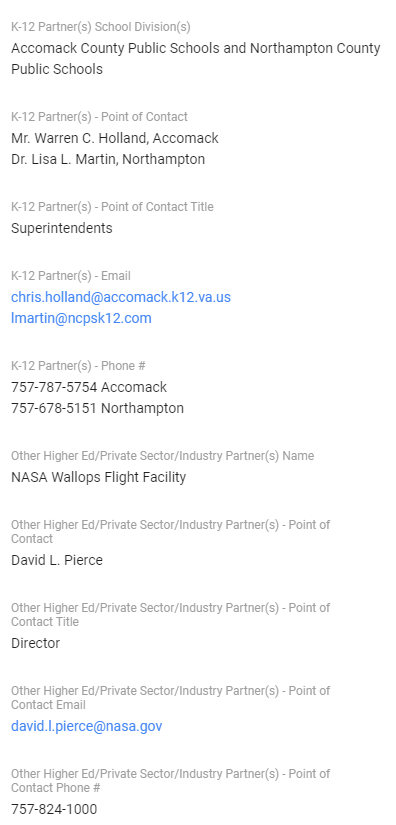 K-12 Partner(s) School Division(s)
Accomack County Public Schools and Northampton County
Public Schools
K-12 Partner(s) - Point of Contact
Mr. Warren C. Holland, Accomack
Dr. Lisa L. Martin, Northampton
K-12 Partner(s) - Point of Contact Title
Superintendents
K-12 Partner(s) - Email
chris.holland@accomack.k12.va.us
lmartin@ncpsk12.com
K-12 Partner(s) - Phone #
757-787-5754 Accomack
757-678-5151 Northampton
Other Higher Ed/Private Sector/Industry Partner(s) Name
NASA Wallops Flight Facility
Other Higher Ed/Private Sector/Industry Partner(s) - Point of
Contact
David L. Pierce
Other Higher Ed/Private Sector/Industry Partner(s) - Point of
Contact Title
Director
Other Higher Ed/Private Sector/Industry Partner(s) - Point of
Contact Email
david.l.pierce@nasa.gov
Other Higher Ed/Private Sector/Industry Partner(s) - Point of
Contact Phone #
757-824-1000